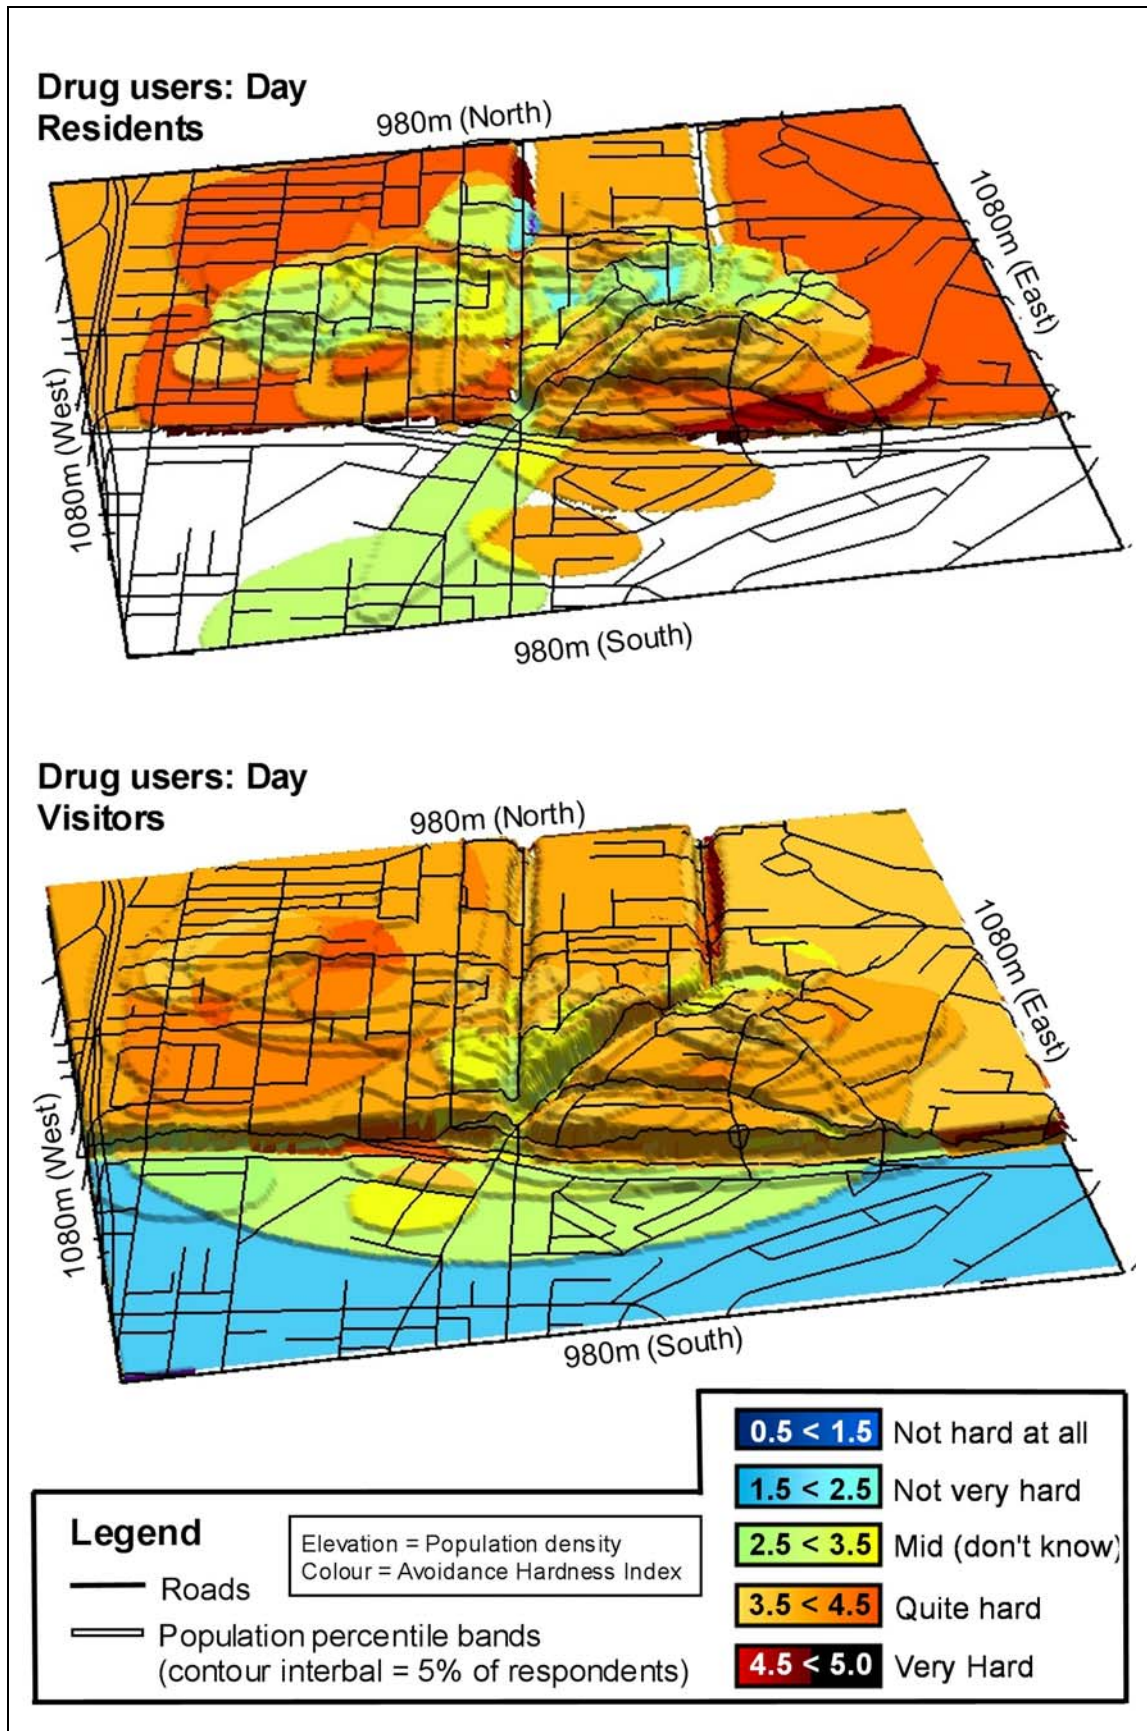 Drug users: Day
Residents
980m (North)
1080m (East)
1080m (West)
980m (South)
Drug users: Day
Visitors
980m (North)
1080m (East)
1080m (West)
980m (South)
Legend
Roads
Population percentile bands
(contour interbal = 5% of respondents)
Elevation = Population density
Colour = Avoidance Hardness Index
0.5 < 1.5 Not hard at all
1.5 < 2.5 Not very hard
2.5 < 3.5 Mid (don't know)
3.5 < 4.5 Quite hard
4.5 < 5.0 Very Hard